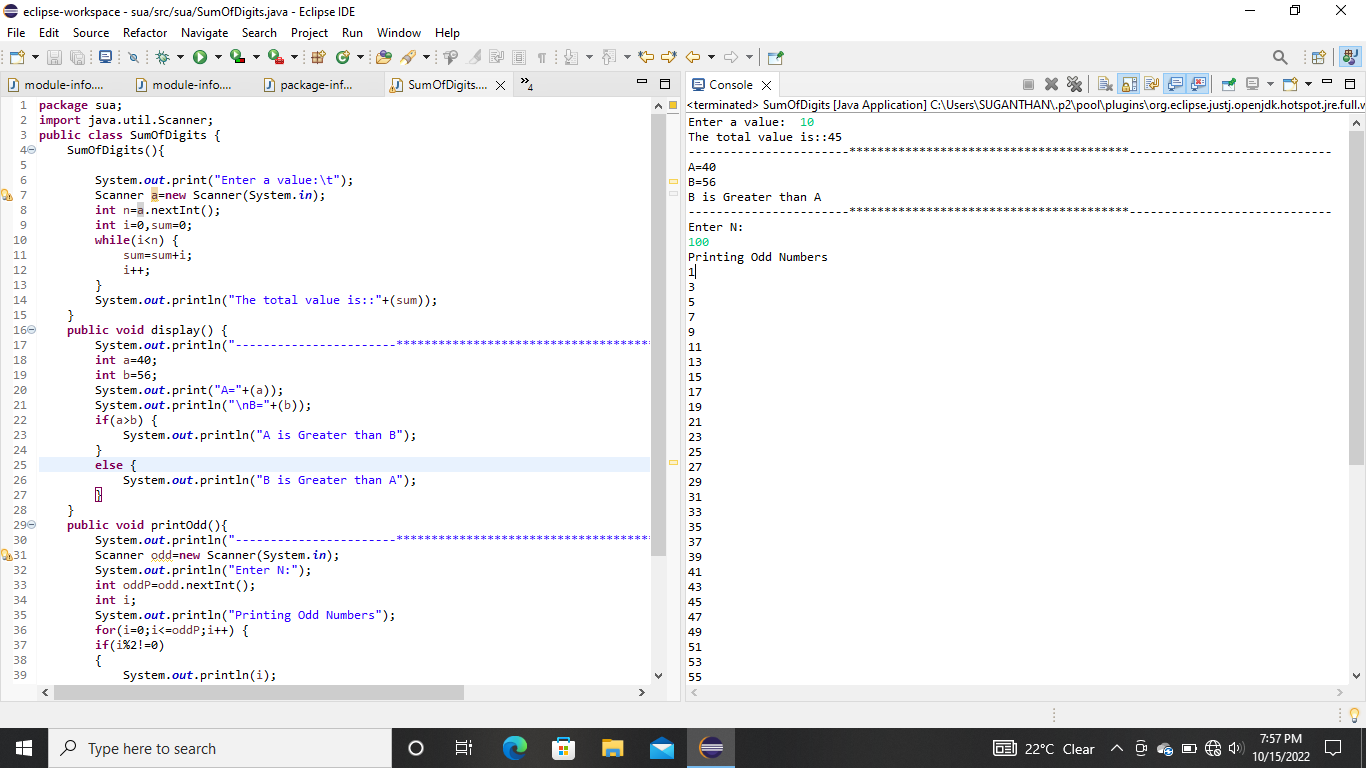 eclipse-workspace - sua/src/sua/SumOfDigits.java - Eclipse IDE
File Edit Source Refactor Navigate Search Project Run Window Help
module-info.... module-info.... package-inf... SumOfDigits.... »4
1 package sua;
2 import java.util.Scanner;
3 public class SumOfDigits {
4 SumOfDigits(){
5
6 System.out.print("Enter a value:\t");
7 Scanner a=new Scanner(System.in);
8 int n=a.nextInt();
9 int i=0,sum=0;
10 while(i<n) {
11 sum=sum+i;
12 i++;
13 }
14 System.out.println("The total value is::"+(sum));
15 }
16 public void display() {
17 System.out.println("-----------------------************************************
18 int a=40;
19 int b=56;
20 System.out.print("A="+(a));
21 System.out.println("\nB="+(b));
22 if(a>b) {
23 System.out.println("A is Greater than B");
24 }
25 else {
26 System.out.println("B is Greater than A");
27 }
28 }
29 public void printOdd(){
30 System.out.println("-----------------------************************************
31 Scanner odd=new Scanner(System.in);
32 System.out.println("Enter N:");
33 int oddP=odd.nextInt();
34 int i;
35 System.out.println("Printing Odd Numbers");
36 for(i=0;i<=oddP;i++) {
37 if(i%2!=0)
38 {
39 System.out.println(i);
Console
<terminated> SumOfDigits [Java Application] C:\Users\SUGANTHAN\.p2\pool\plugins\org.eclipse.justj.openjdk.hotspot.jre.full.v
Enter a value: 10
The total value is::45
-----------------------****************************************-----------------------------
A=40
B=56
B is Greater than A
-----------------------****************************************-----------------------------
Enter N:
100
Printing Odd Numbers
1
3
5
7
9
11
13
15
17
19
21
23
25
27
29
31
33
35
37
39
41
43
45
47
49
51
53
55
Type here to search
22°C Clear
7:57 PM
10/15/2022